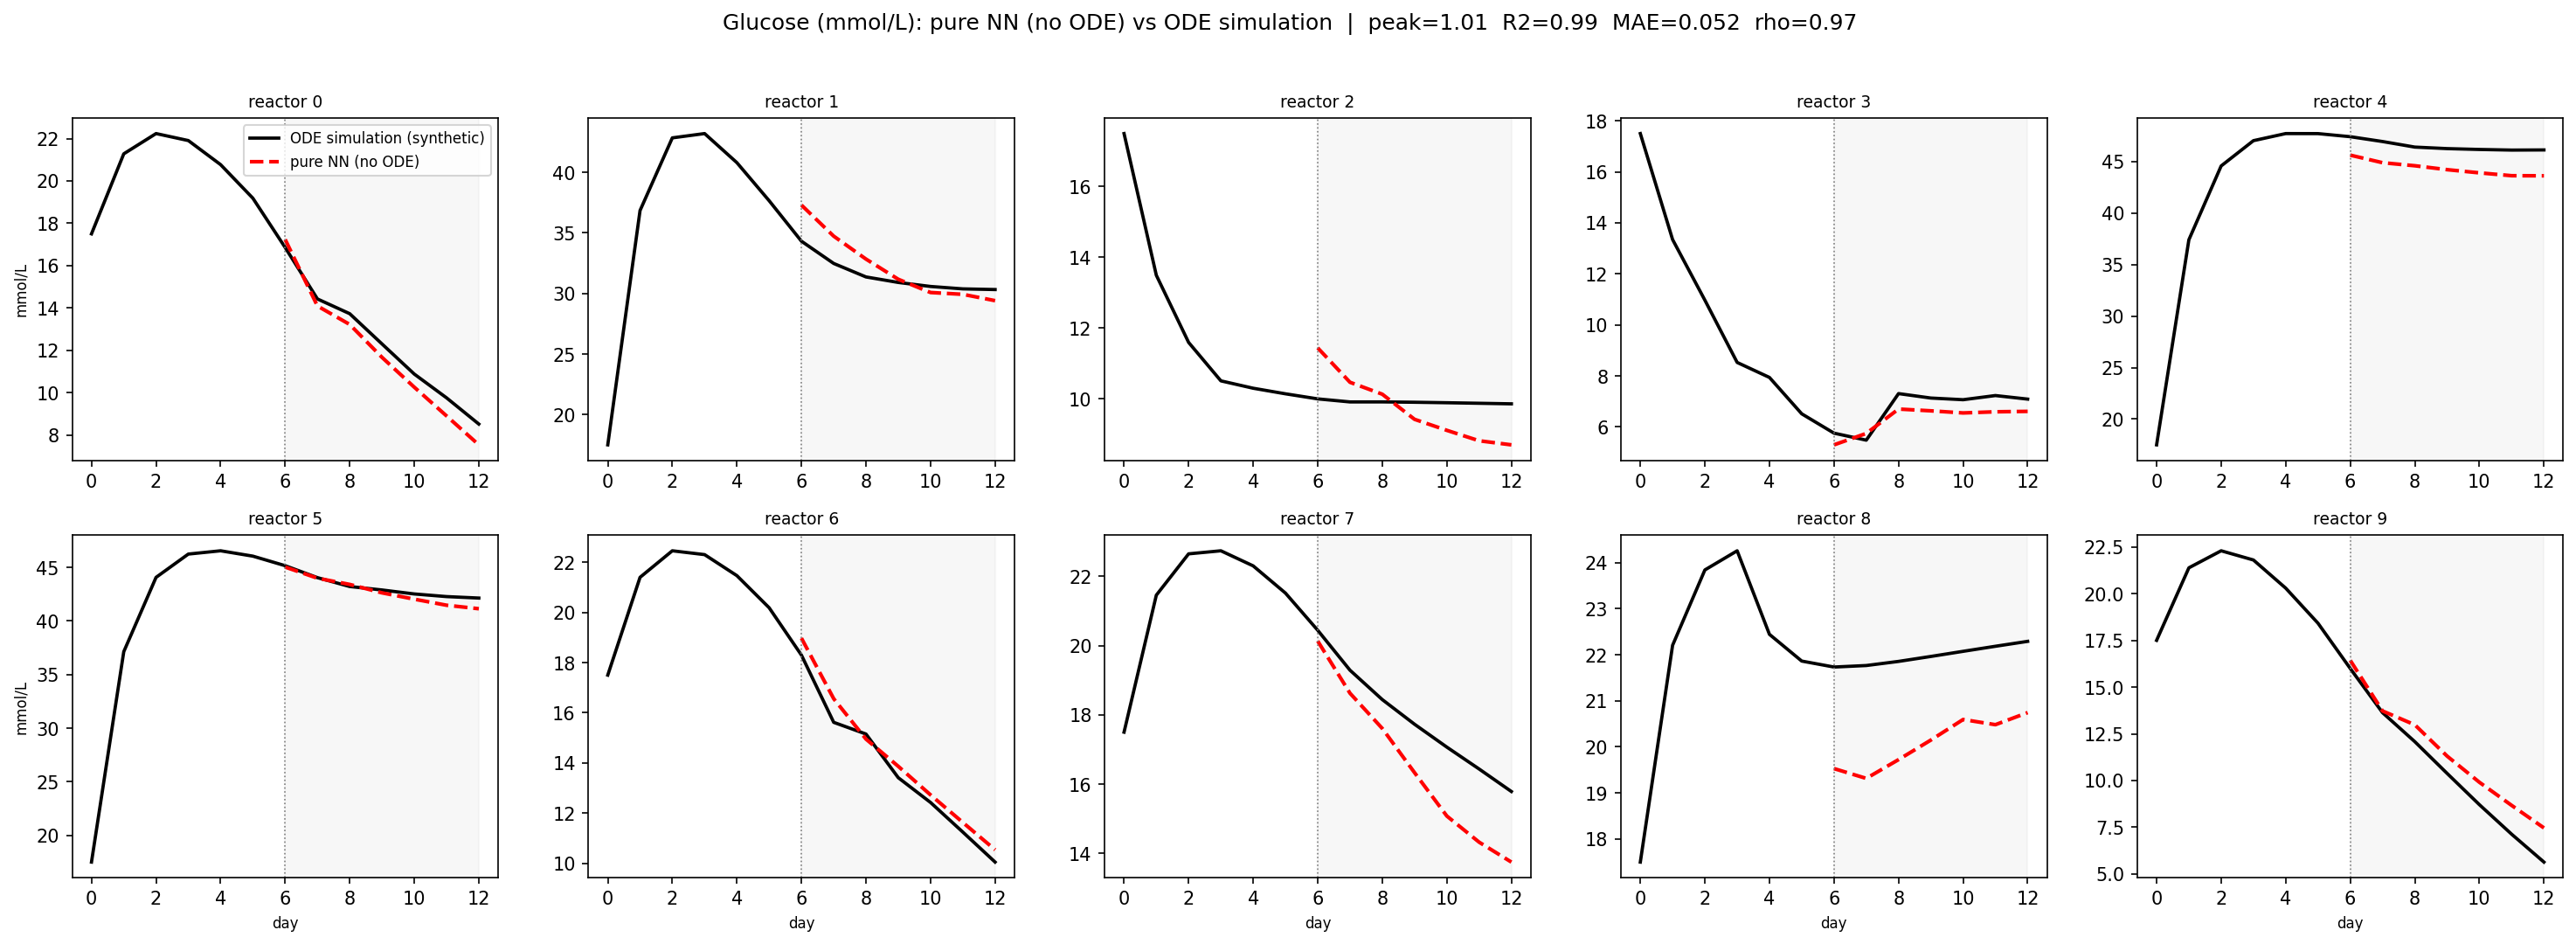 Glucose (mmol/L): pure NN (no ODE) vs ODE simulation | peak=1.01 R2=0.99 MAE=0.052 rho=0.97
reactor 0
22
20
18
16
14
12
10
8
mmol/L
0 2 4 6 8 10 12
ODE simulation (synthetic)
pure NN (no ODE)
reactor 1
40
35
30
25
20
0 2 4 6 8 10 12
reactor 2
16
14
12
10
0 2 4 6 8 10 12
reactor 3
18
16
14
12
10
8
6
0 2 4 6 8 10 12
reactor 4
45
40
35
30
25
20
0 2 4 6 8 10 12
reactor 5
45
40
35
30
25
20
mmol/L
0 2 4 6 8 10 12
day
reactor 6
22
20
18
16
14
12
10
0 2 4 6 8 10 12
day
reactor 7
22
20
18
16
14
0 2 4 6 8 10 12
day
reactor 8
24
23
22
21
20
19
18
0 2 4 6 8 10 12
day
reactor 9
22.5
20.0
17.5
15.0
12.5
10.0
7.5
5.0
0 2 4 6 8 10 12
day